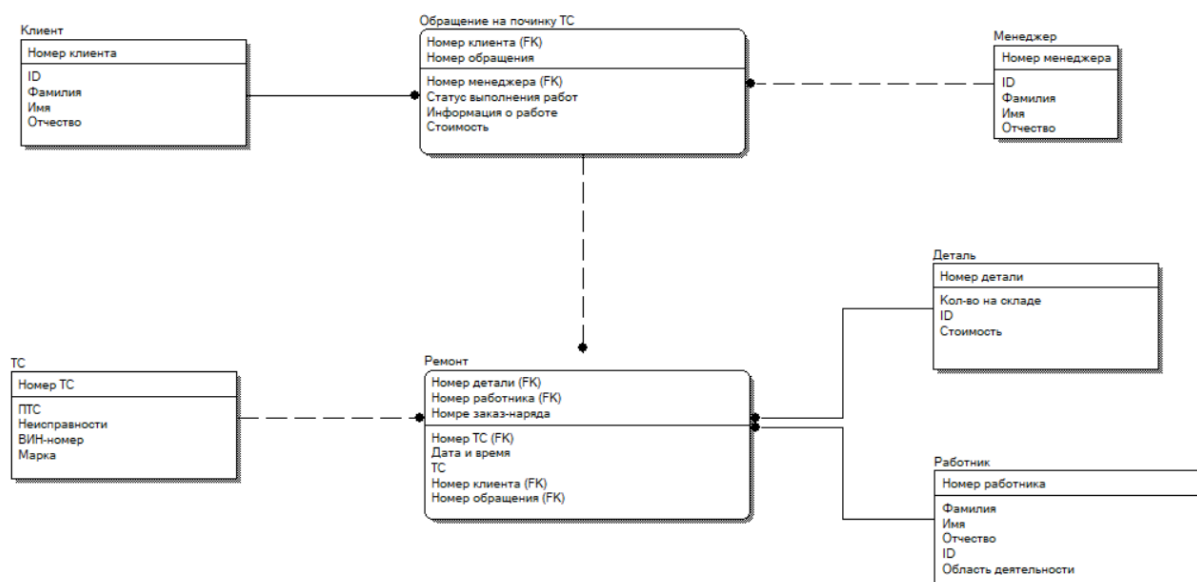 Клиент
Номер клиента
ID
Фамилия
Имя
Отчество
Обращение на починку ТС
Номер клиента (FK)
Номер обращения
Номер менеджера (FK)
Статус выполнения работ
Информация о работе
Стоимость
Менеджер
Номер менеджера
ID
Фамилия
Имя
Отчество
ТС
Номер ТС
ПТС
Неисправности
ВИН-номер
Марка
Ремонт
Номер детали (FK)
Номер работника (FK)
Номре заказ-наряда
Номер ТС (FK)
Дата и время
ТС
Номер клиента (FK)
Номер обращения (FK)
Деталь
Номер детали
Кол-во на складе
ID
Стоимость
Работник
Номер работника
Фамилия
Имя
Отчество
ID
Область деятельности